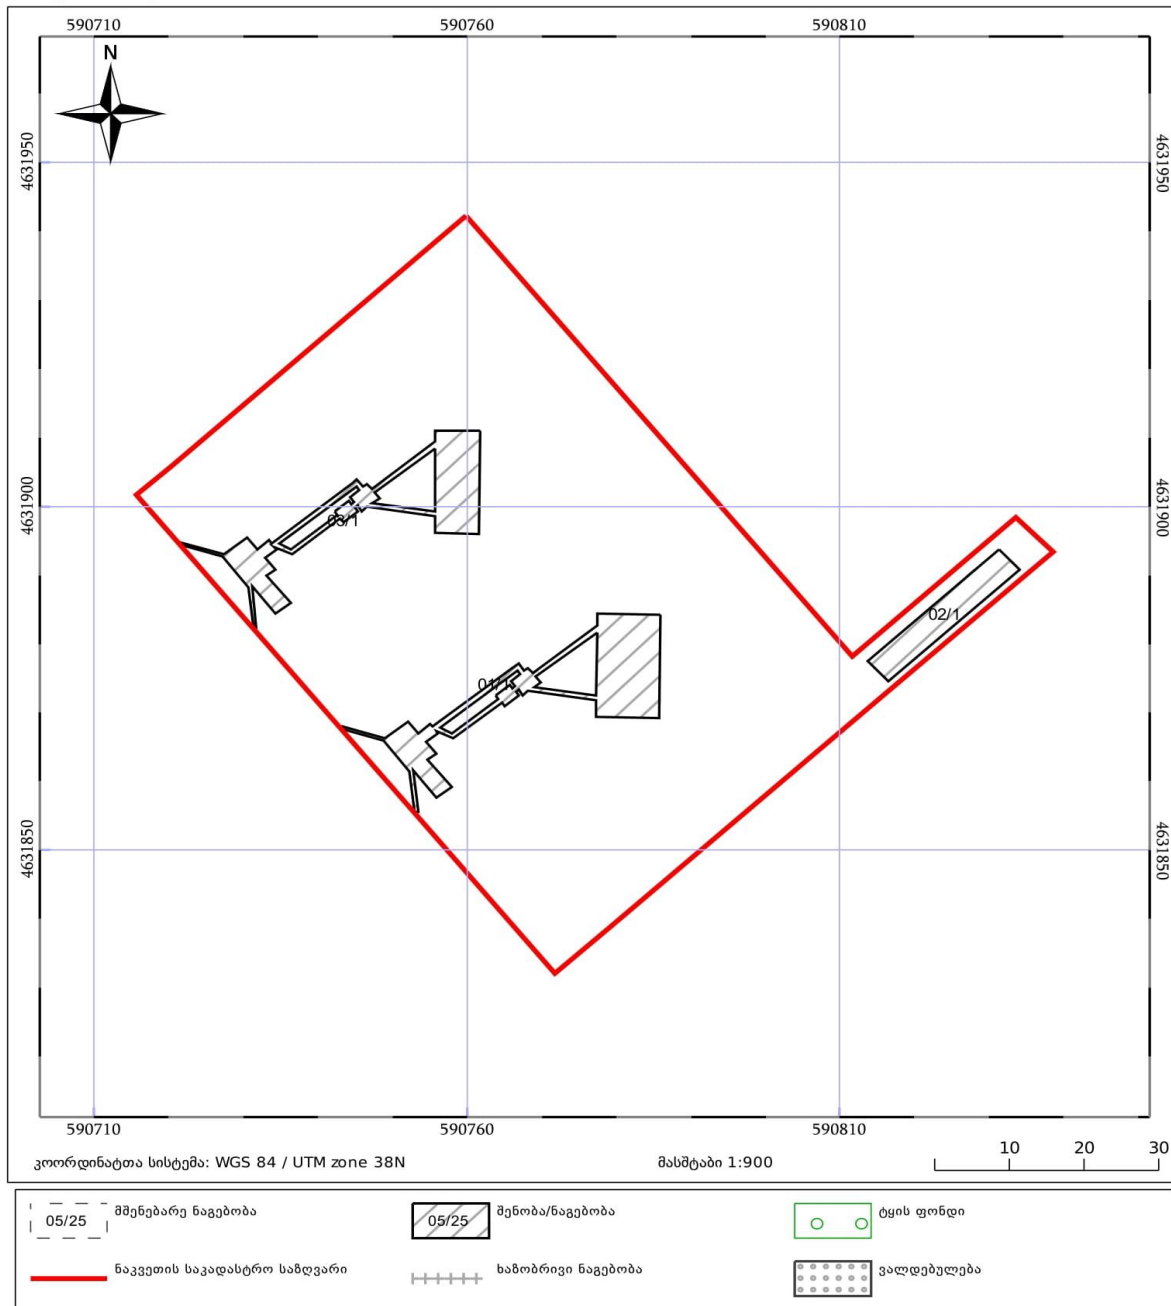 590710 590760 590810
N
4631950 4631950
4631900 4631900
03/1
02/1
01/1
4631850 4631850
590710 590760 590810
კოორდინატთა სისტემა: WGS 84 / UTM zone 38N მასშტაბი 1:900 10 20 30
05/25 მშენებარე ნაგებობა 05/25 შენობა/ნაგებობა ტყის ფონდი
ნაკვეთის საკადასტრო საზღვარი ხაზობრივი ნაგებობა ვალდებულება